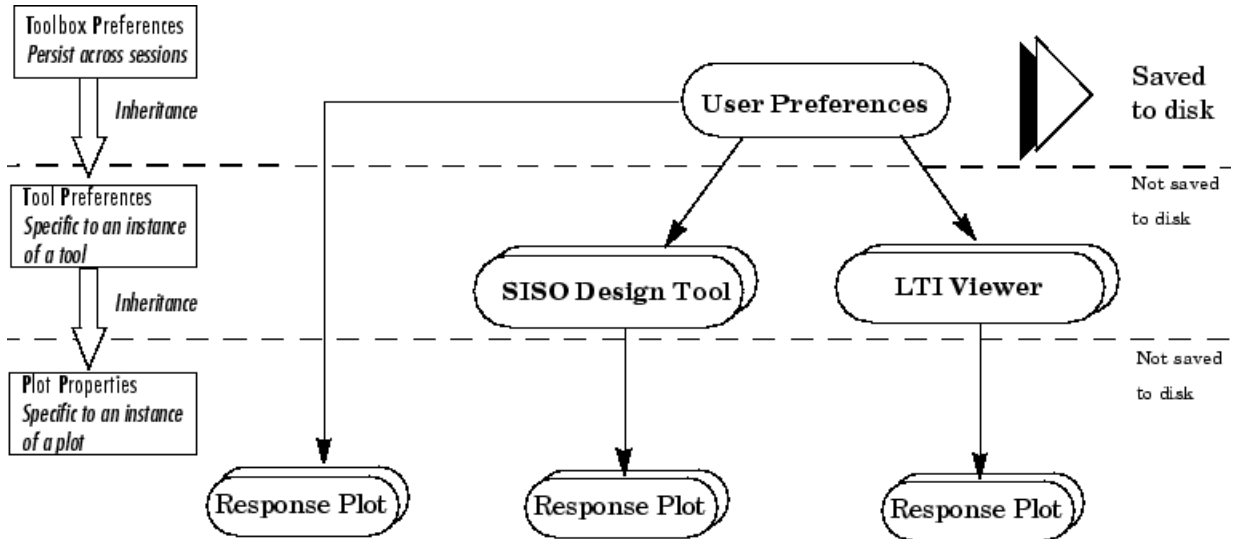 Toolbox Preferences
Persist across sessions
Inheritance
User Preferences
Saved
to disk
Tool Preferences
Specific to an instance
of a tool
Not saved
to disk
Inheritance
SISO Design Tool
LTI Viewer
Plot Properties
Specific to an instance
of a plot
Not saved
to disk
Response Plot
Response Plot
Response Plot